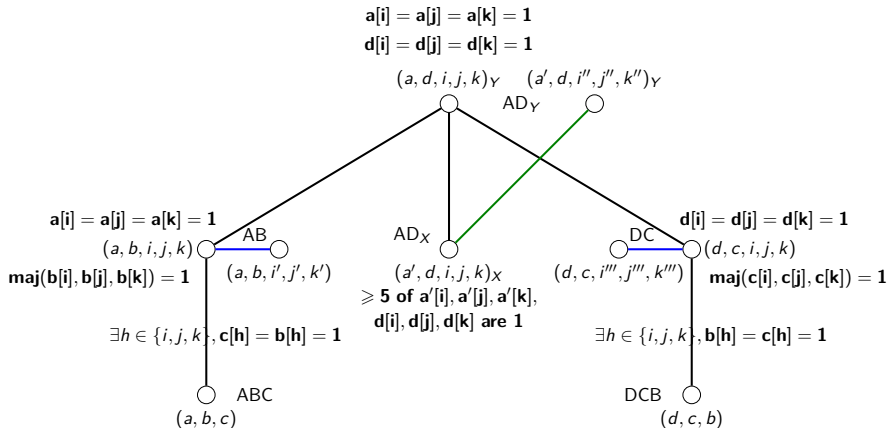 a[i] = a[j] = a[k] = 1
d[i] = d[j] = d[k] = 1
(a, d, i, j, k)_Y (a′, d, i″, j″, k″)_Y
AD_Y
a[i] = a[j] = a[k] = 1
d[i] = d[j] = d[k] = 1
AB
AD_X
DC
(a, b, i, j, k)
(d, c, i, j, k)
(a, b, i′, j′, k′)
(a′, d, i, j, k)_X
(d, c, i‴, j‴, k‴)
maj(b[i], b[j], b[k]) = 1
maj(c[i], c[j], c[k]) = 1
⩾ 5 of a′[i], a′[j], a′[k],
d[i], d[j], d[k] are 1
∃h ∈ {i, j, k}, c[h] = b[h] = 1
∃h ∈ {i, j, k}, b[h] = c[h] = 1
ABC
DCB
(a, b, c)
(d, c, b)